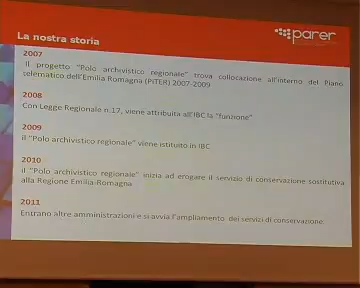 La nostra storia
parer
2007
Il progetto "Polo archivistico regionale" trova collocazione all'interno del Piano
telematico dell'Emilia Romagna (PiTER) 2007-2009
2008
Con Legge Regionale n.17, viene attribuita all'IBC la "funzione"
2009
il "Polo archivistico regionale" viene istituito in IBC
2010
il "Polo archivistico regionale" inizia ad erogare il servizio di conservazione sostitutiva
alla Regione Emilia-Romagna
2011
Entrano altre amministrazioni e si avvia l'ampliamento dei servizi di conservazione.